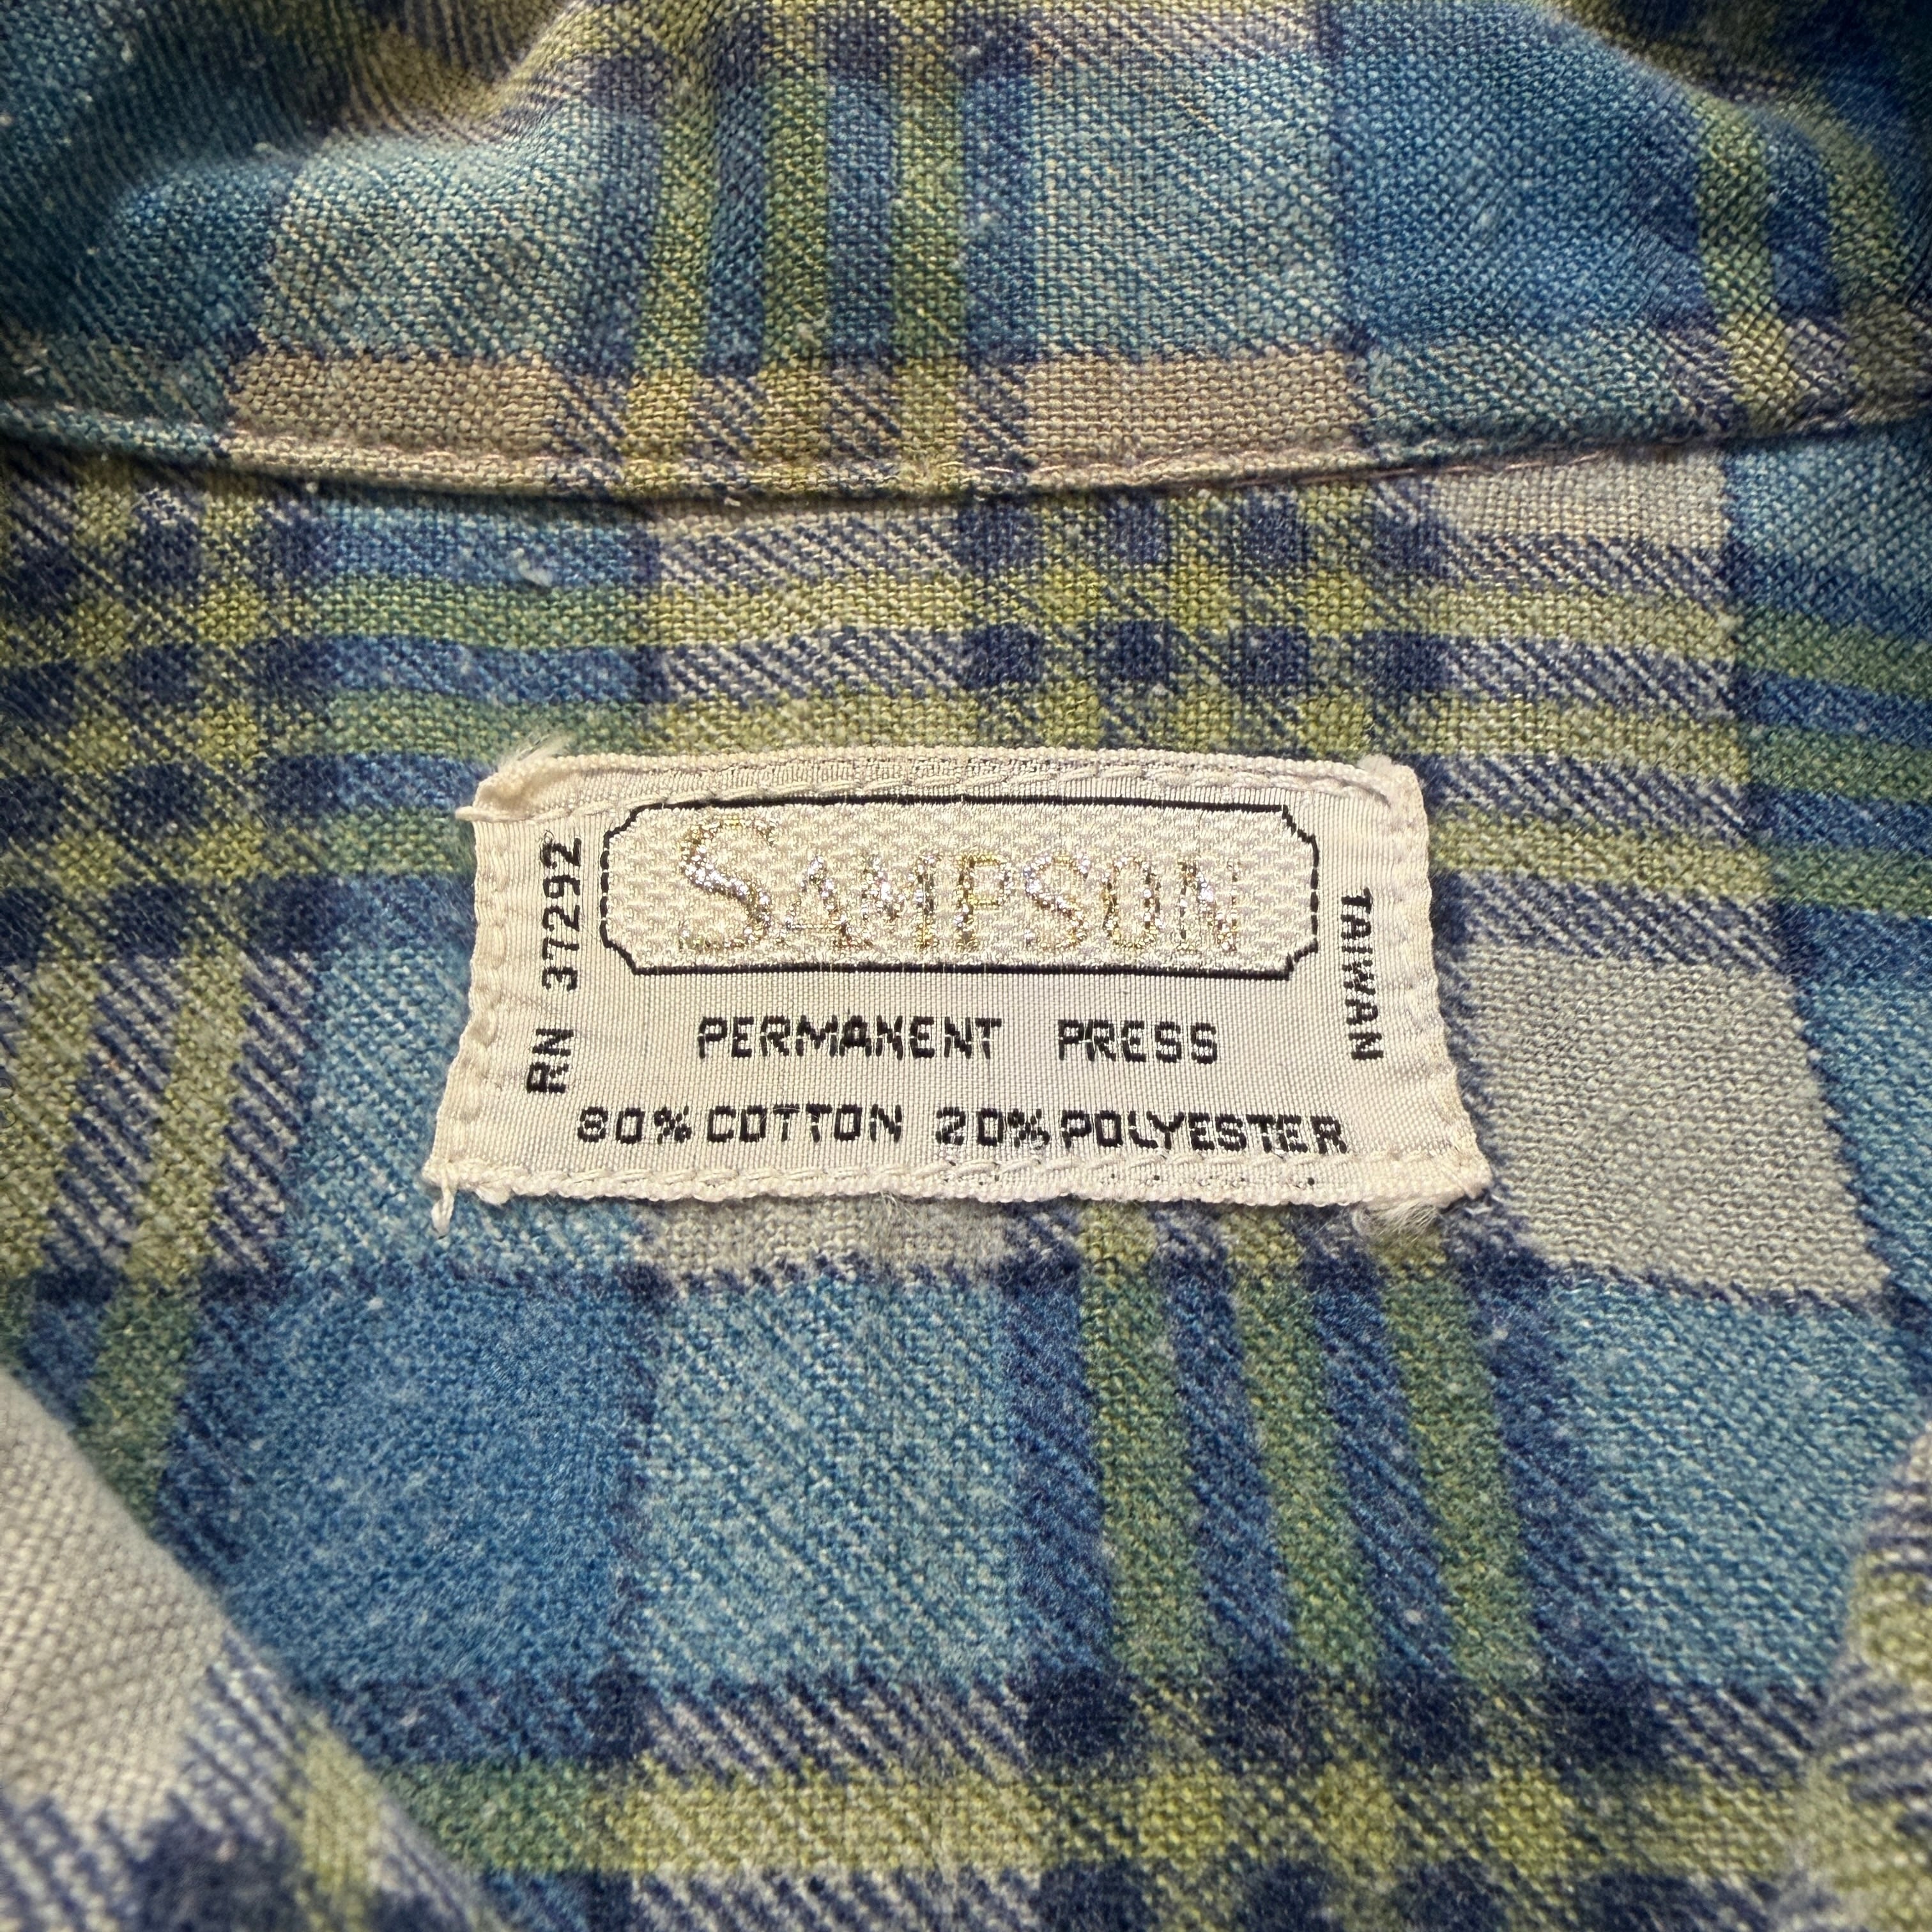 SAMPSON
RN 37292
TAIWAN
PERMANENT PRESS
80% COTTON 20% POLYESTER